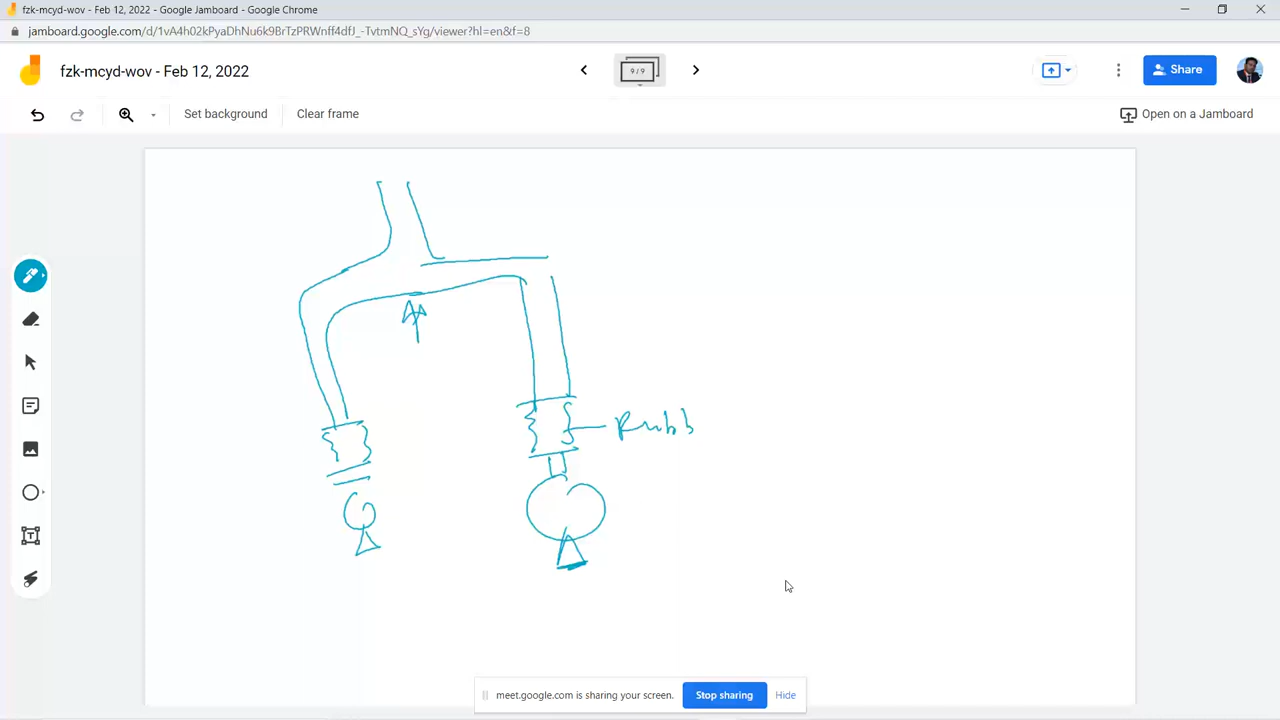 fzk-mcyd-wov - Feb 12, 2022 - Google Jamboard - Google Chrome
jamboard.google.com/d/1vA4h02kPyaDhNu6k9BrTzPRWnff4dfJ_-TvtmNQ_sYg/viewer?hl=en&f=8
fzk-mcyd-wov - Feb 12, 2022
9 / 9
Share
Set background
Clear frame
Open on a Jamboard
Rubb
meet.google.com is sharing your screen.
Stop sharing
Hide